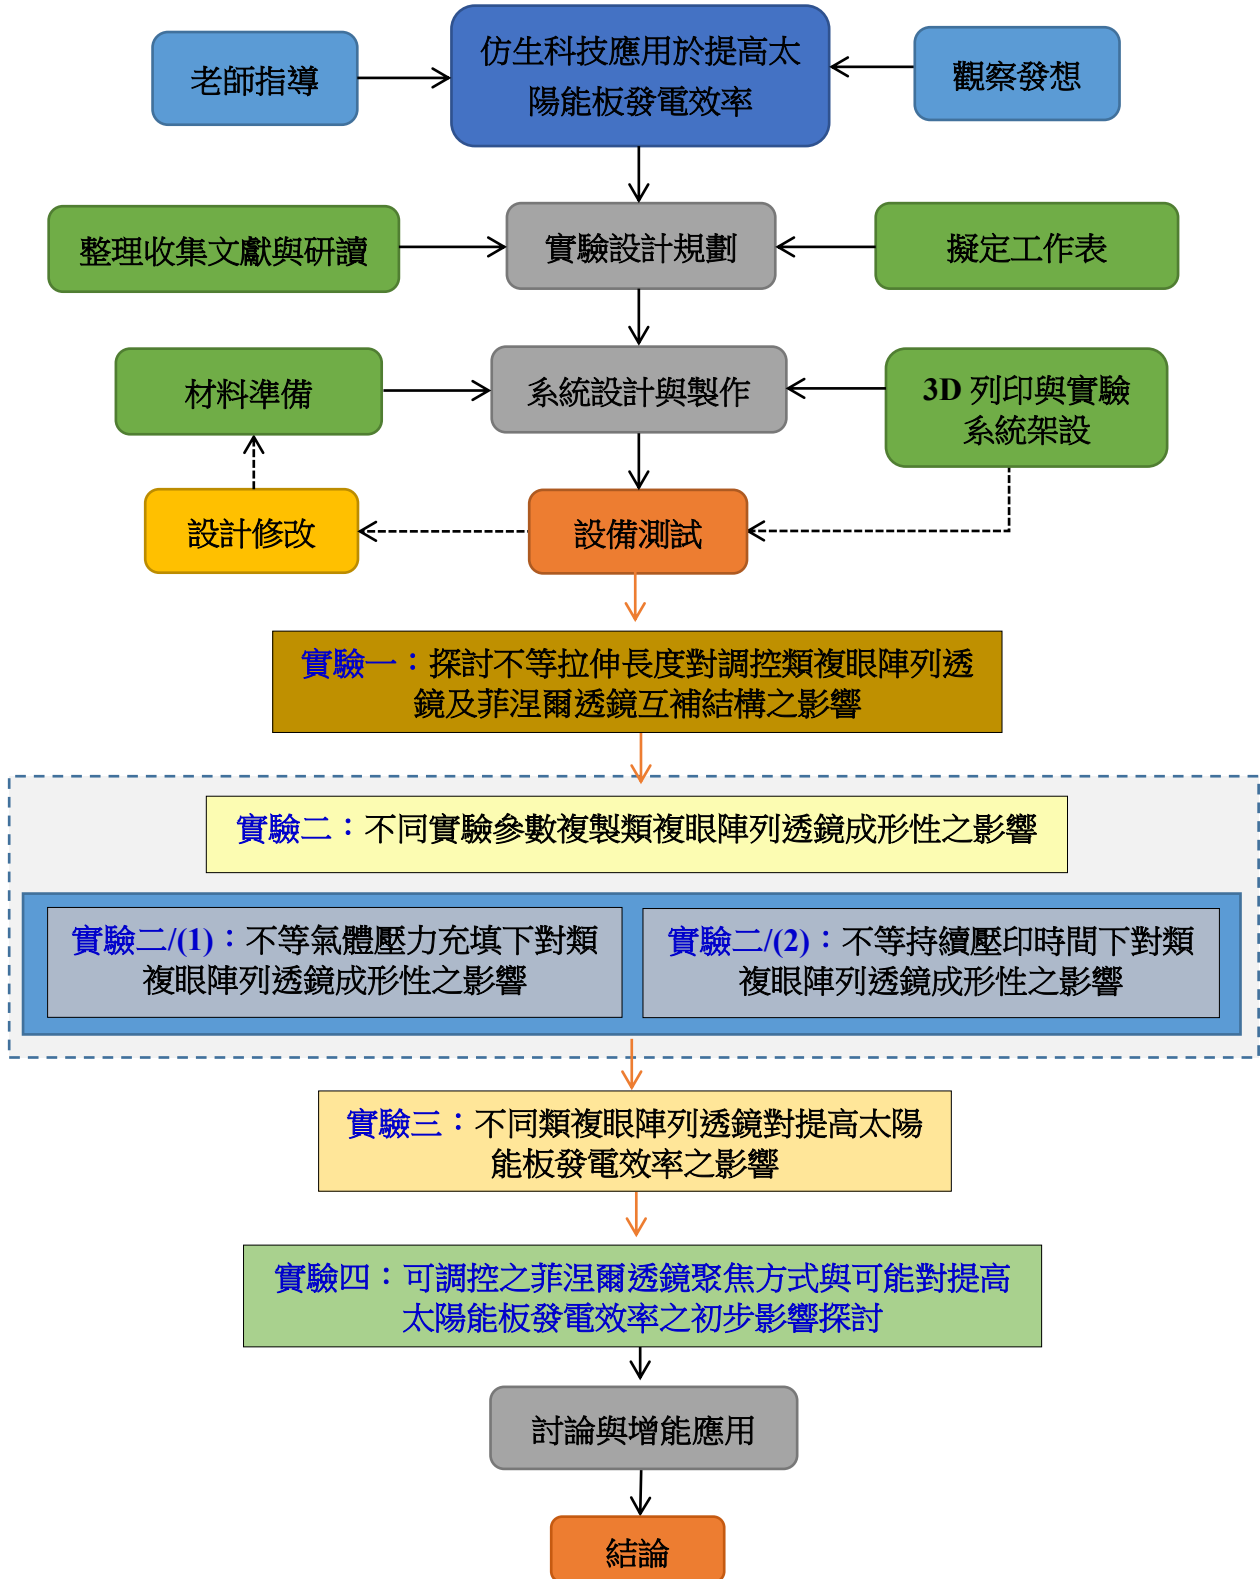 老師指導
仿生科技應用於提高太
陽能板發電效率
觀察發想
整理收集文獻與研讀
實驗設計規劃
擬定工作表
材料準備
系統設計與製作
3D 列印與實驗
系統架設
設計修改
設備測試
實驗一：探討不等拉伸長度對調控類複眼陣列透
鏡及菲涅爾透鏡互補結構之影響
實驗二：不同實驗參數複製類複眼陣列透鏡成形性之影響
實驗二/(1)：不等氣體壓力充填下對類
複眼陣列透鏡成形性之影響
實驗二/(2)：不等持續壓印時間下對類
複眼陣列透鏡成形性之影響
實驗三：不同類複眼陣列透鏡對提高太陽
能板發電效率之影響
實驗四：可調控之菲涅爾透鏡聚焦方式與可能對提高
太陽能板發電效率之初步影響探討
討論與增能應用
結論